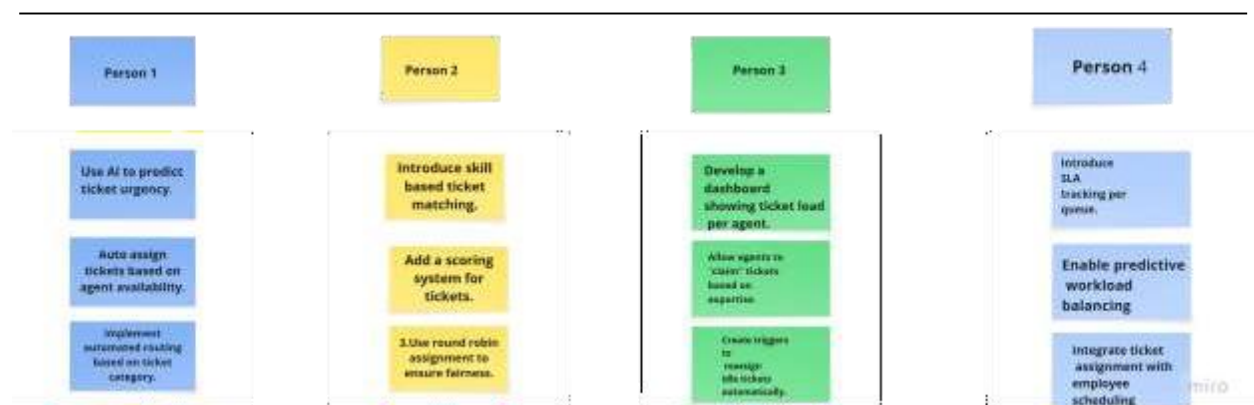 Person 1
Use AI to predict
ticket urgency.
Auto assign
tickets based on
agent availability.
Implement
automated routing
based on ticket
category.
Person 2
Introduce skill
based ticket
matching.
Add a scoring
system for
tickets.
3.Use round robin
assignment to
ensure fairness.
Person 3
Develop a
dashboard
showing ticket load
per agent.
Allow agents to
"claim" tickets
based on
expertise
Create triggers
to
reassign
idle tickets
automatically.
Person 4
Introduce
SLA
tracking per
queue.
Enable predictive
workload
balancing
Integrate ticket
assignment with
employee
scheduling
miro